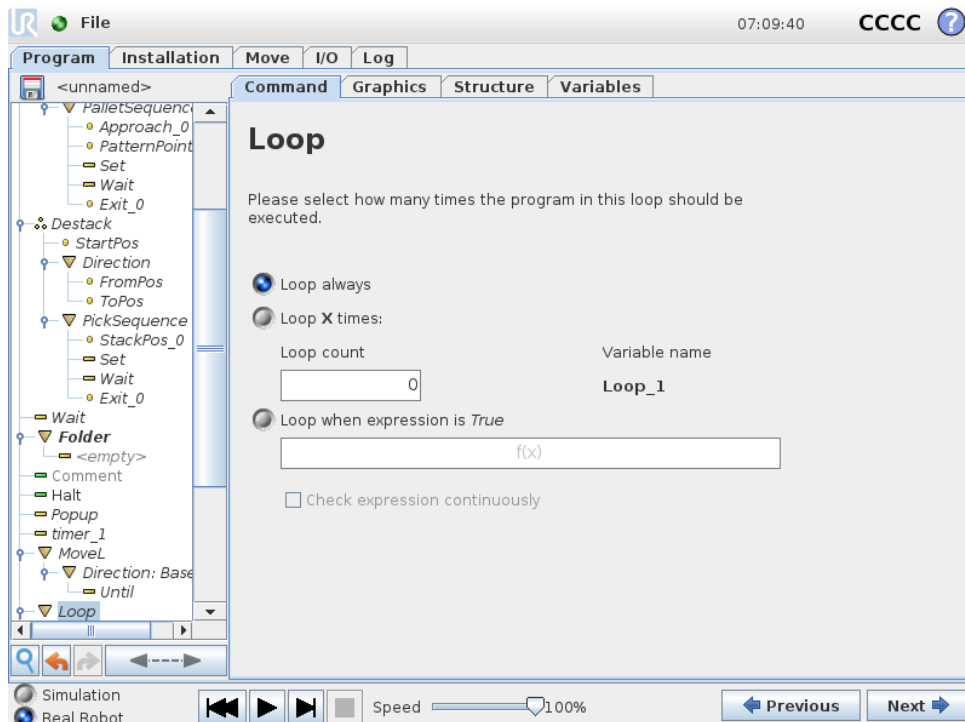 UR File 07:09:40 CCCC ?
Program Installation Move I/O Log
<unnamed> Command Graphics Structure Variables
PalletSequenc
Approach_0
PatternPoint
Set
Wait
Exit_0
Destack
StartPos
Direction
FromPos
ToPos
PickSequence
StackPos_0
Set
Wait
Exit_0
Wait
Folder
<empty>
Comment
Halt
Popup
timer_1
MoveL
Direction: Base
Until
Loop
Loop
Please select how many times the program in this loop should be
executed.
Loop always
Loop X times:
Loop count Variable name
0 Loop_1
Loop when expression is True
f(x)
Check expression continuously
Simulation
Real Robot
Speed 100%
Previous Next